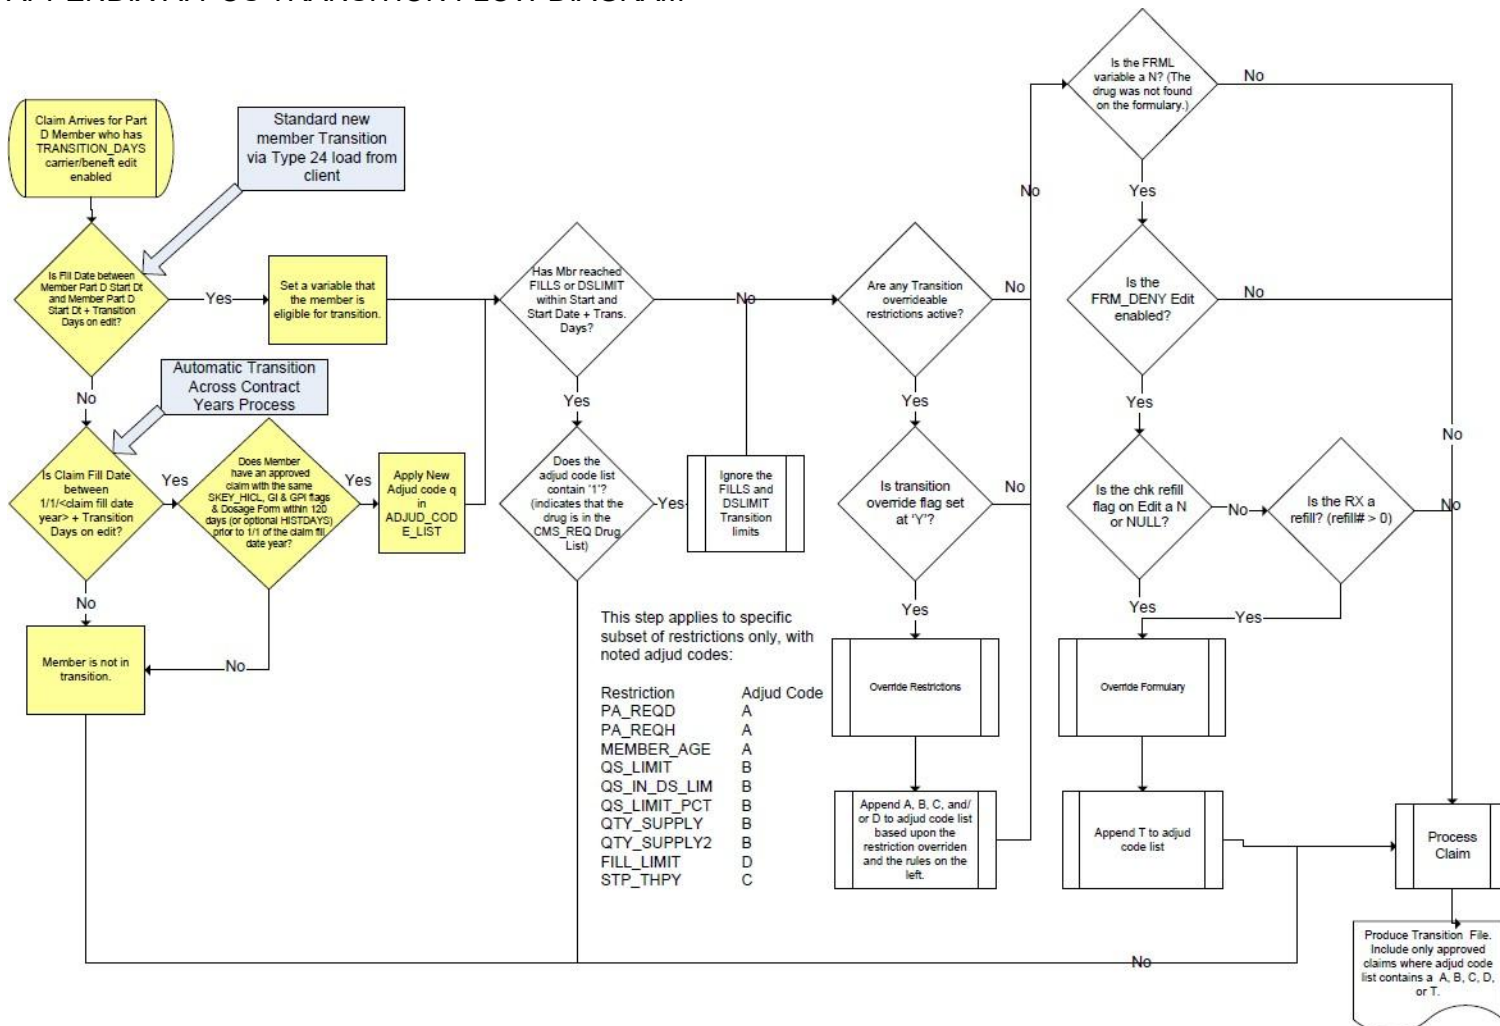 Claim Arrives for Part
D Member who has
TRANSITION_DAYS
carrier/beneft edit
enabled
Standard new
member Transition
via Type 24 load from
client
Is Fill Date between
Member Part D Start Dt
and Member Part D
Start Dt + Transition
Days on edit?
Yes
Set a variable that
the member is
eligible for transition.
No
Automatic Transition
Across Contract
Years Process
Is Claim Fill Date
between
1/1/<claim fill date
year> + Transition
Days on edit?
Yes
Does Member
have an approved
claim with the same
SKEY_HICL, GI & GPI flags
& Dosage Form within 120
days (or optional HISTDAYS)
prior to 1/1 of the claim fill
date year?
Yes
Apply New
Adjud code q
in
ADJUD_COD
E_LIST
No
Member is not in
transition.
No
Has Mbr reached
FILLS or DSLIMIT
within Start and
Start Date + Trans.
Days?
No
Yes
Does the
adjud code list
contain '1'?
(indicates that the
drug is in the
CMS_REQ Drug
List)
Yes
Ignore the
FILLS and
DSLIMIT
Transition
limits
This step applies to specific
subset of restrictions only, with
noted adjud codes:
Restriction Adjud Code
PA_REQD A
PA_REQH A
MEMBER_AGE A
QS_LIMIT B
QS_IN_DS_LIM B
QS_LIMIT_PCT B
QTY_SUPPLY B
QTY_SUPPLY2 B
FILL_LIMIT D
STP_THPY C
Are any Transition
overrideable
restrictions active?
No
No
Yes
Is transition
override flag set
at 'Y'?
No
Yes
Override Restrictions
Append A, B, C, and/
or D to adjud code list
based upon the
restriction overriden
and the rules on the
left.
Is the FRML
variable a N? (The
drug was not found
on the formulary.)
No
Yes
Is the
FRM_DENY Edit
enabled?
No
Yes
Is the chk refill
flag on Edit a N
or NULL?
No
Is the RX a
refill? (refill# > 0)
No
No
Yes
Yes
Override Formulary
Append T to adjud
code list
Process
Claim
No
Produce Transition File.
Include only approved
claims where adjud code
list contains a A, B, C, D,
or T.